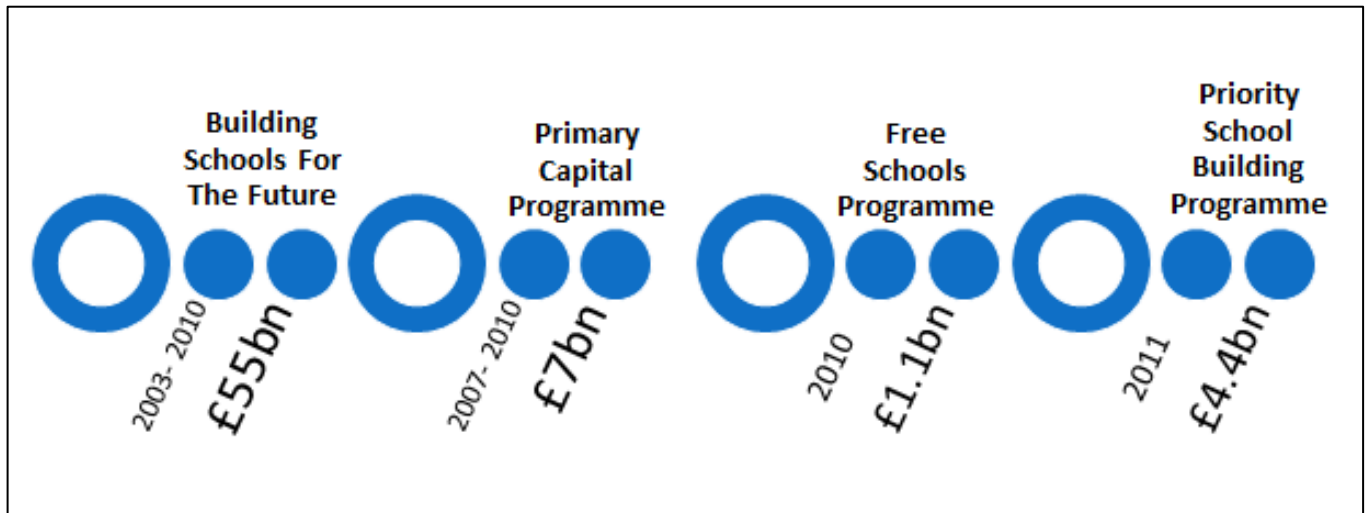 Building
Schools For
The Future
2003- 2010
£55bn
Primary
Capital
Programme
2007- 2010
£7bn
Free
Schools
Programme
2010
£1.1bn
Priority
School
Building
Programme
2011
£4.4bn